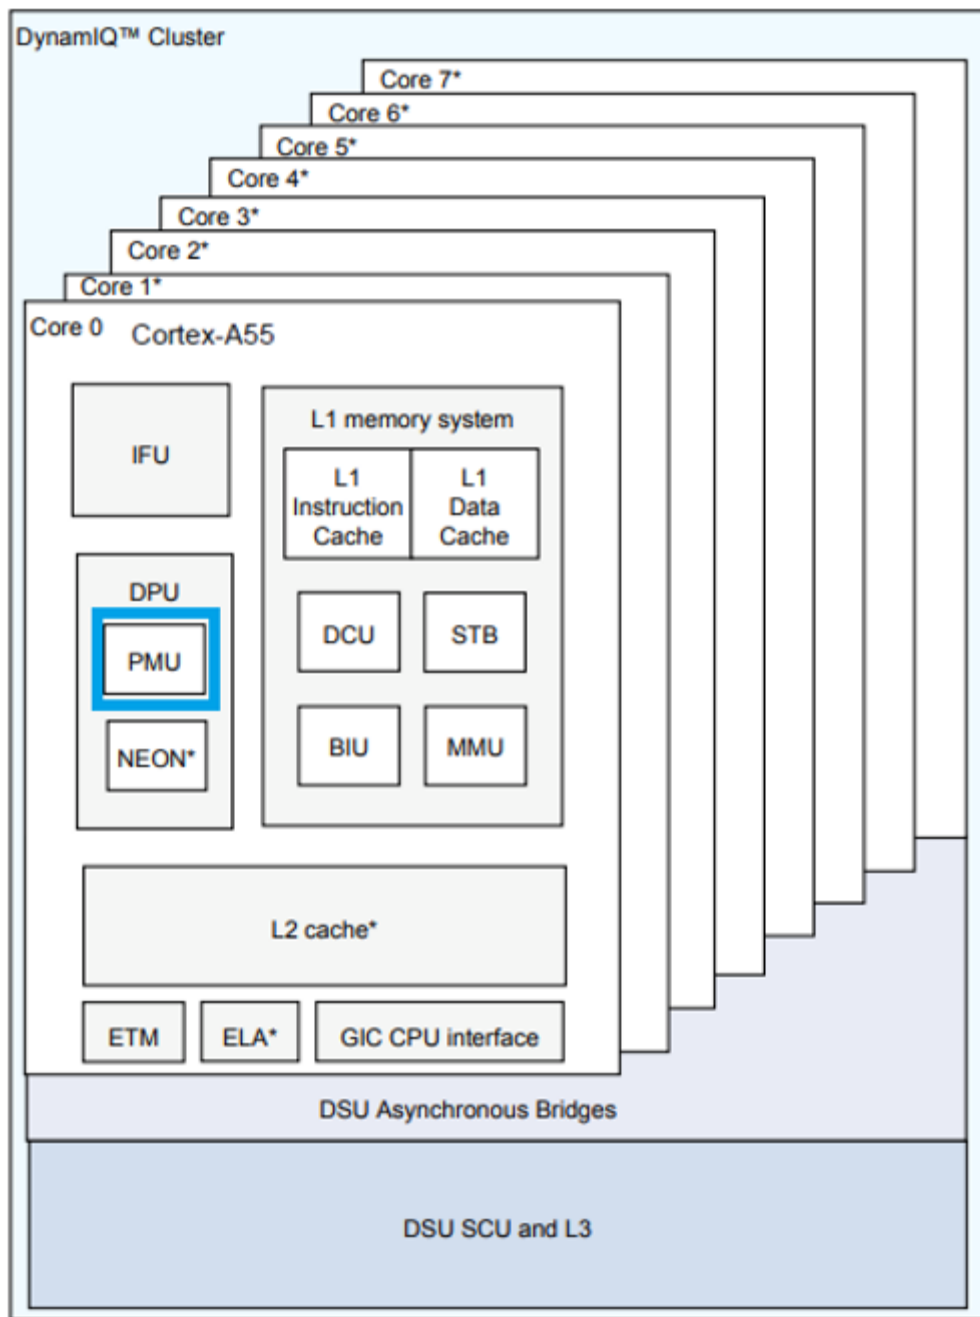 DynamIQ™ Cluster
Core 7*
Core 6*
Core 5*
Core 4*
Core 3*
Core 2*
Core 1*
Core 0
Cortex-A55
IFU
L1 memory system
L1
Instruction
Cache
L1
Data
Cache
DPU
PMU
NEON*
DCU
STB
BIU
MMU
L2 cache*
ETM
ELA*
GIC CPU interface
DSU Asynchronous Bridges
DSU SCU and L3